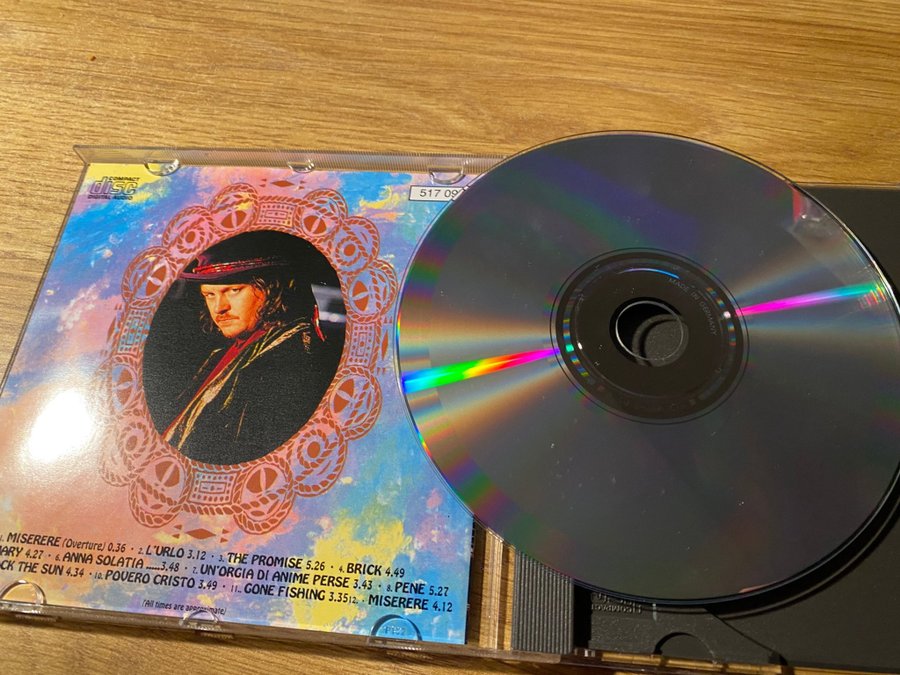 COMPACT
disc
DIGITAL AUDIO
517 09
MADE IN GERMANY
1. MISERERE (Overture) 0.36 · 2. L'URLO 3.12 · 3. THE PROMISE 5.26 · 4. BRICK 4.49
ARY 4.27 · 6. ANNA SOLATIA .....3.48 · 7. UN'ORGIA DI ANIME PERSE 3.43 · 8. PENE 5.27
CK THE SUN 4.34 · 10. POVERO CRISTO 3.49 · 11. GONE FISHING 3.35 12. MISERERE 4.12
(All times are approximate)